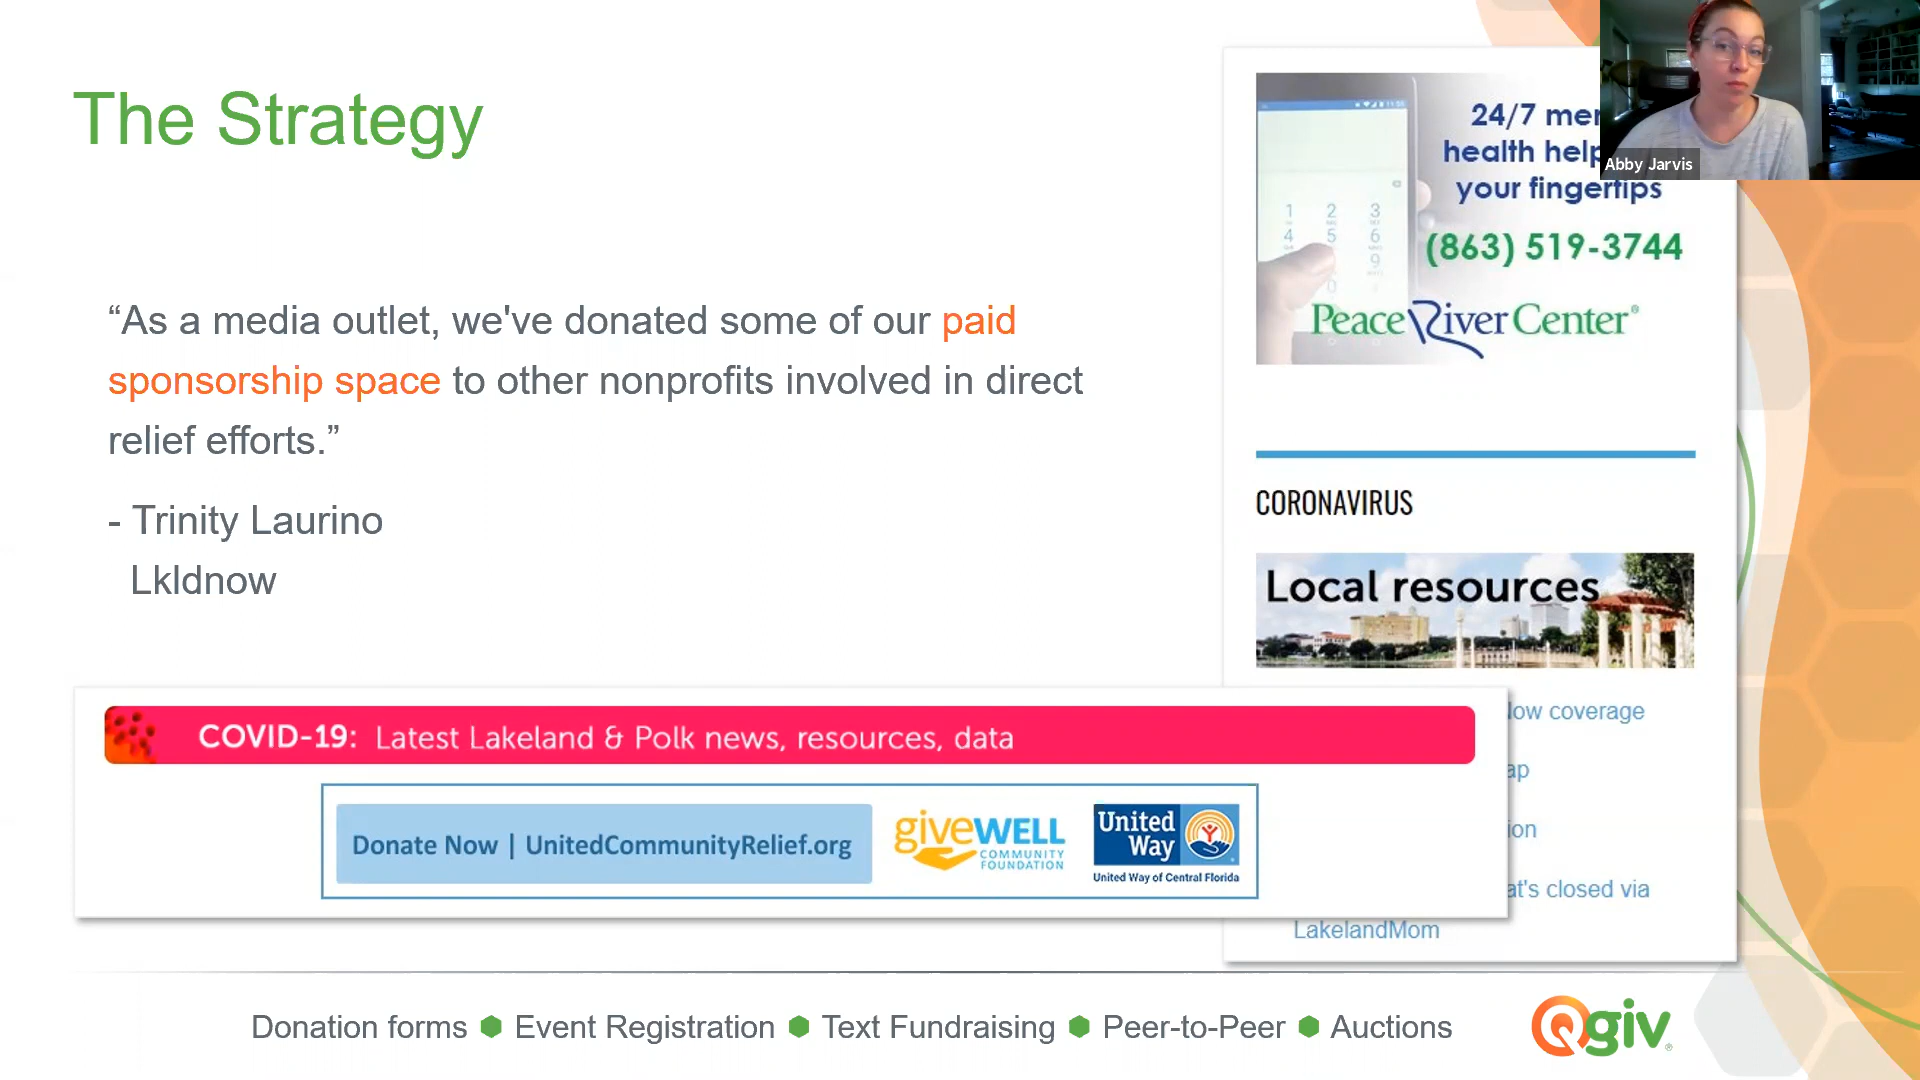 The Strategy
“As a media outlet, we've donated some of our paid
sponsorship space to other nonprofits involved in direct
relief efforts.”
- Trinity Laurino
Lkldnow
24/7
health help
your fingertips
(863) 519-3744
Peace River Center®
Abby Jarvis
CORONAVIRUS
Local resources
coverage
at's closed via
LakelandMom
COVID-19: Latest Lakeland & Polk news, resources, data
Donate Now | UnitedCommunityRelief.org
giveWELL
COMMUNITY
FOUNDATION
United
Way
United Way of Central Florida
Donation forms Event Registration Text Fundraising Peer-to-Peer Auctions
Qgiv